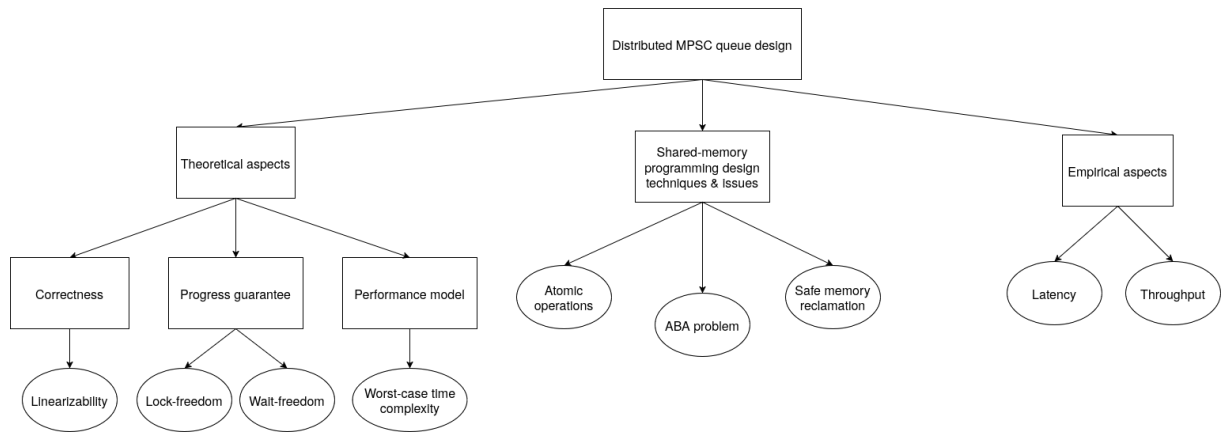 Distributed MPSC queue design
Theoretical aspects
Shared-memory
programming design
techniques & issues
Empirical aspects
Correctness
Progress guarantee
Performance model
Atomic
operations
ABA problem
Safe memory
reclamation
Latency
Throughput
Linearizability
Lock-freedom
Wait-freedom
Worst-case time
complexity